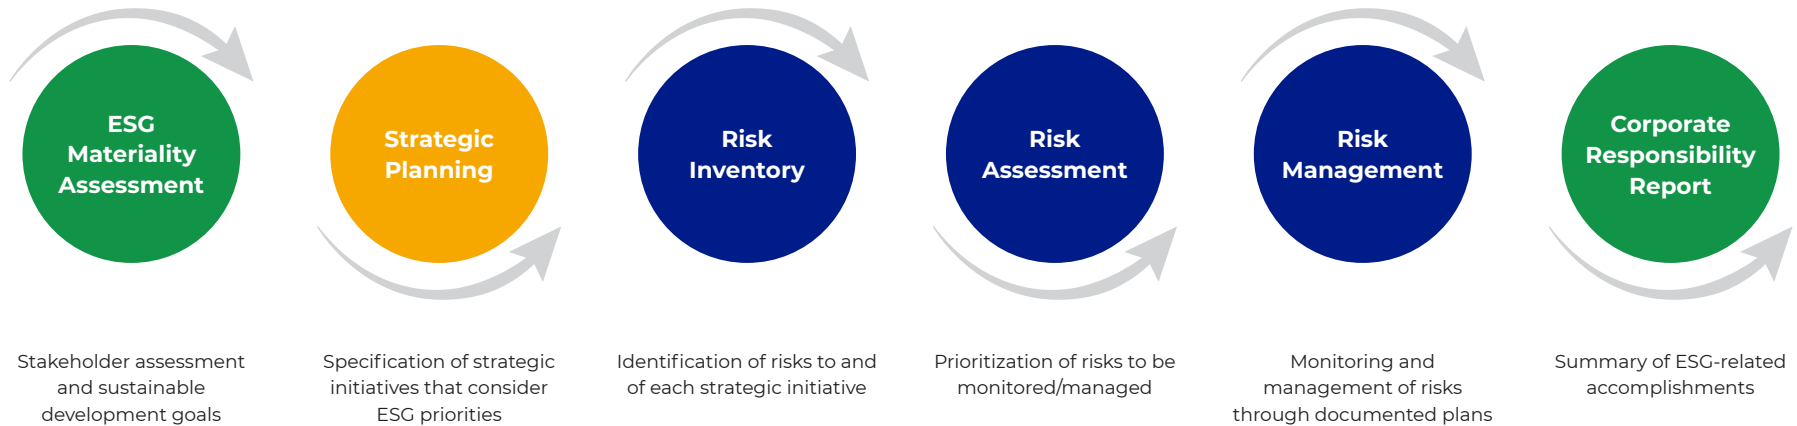 ESG
Materiality
Assessment
Strategic
Planning
Risk
Inventory
Risk
Assessment
Risk
Management
Corporate
Responsibility
Report
Stakeholder assessment
and sustainable
development goals
Specification of strategic
initiatives that consider
ESG priorities
Identification of risks to and
of each strategic initiative
Prioritization of risks to be
monitored/managed
Monitoring and
management of risks
through documented plans
Summary of ESG-related
accomplishments